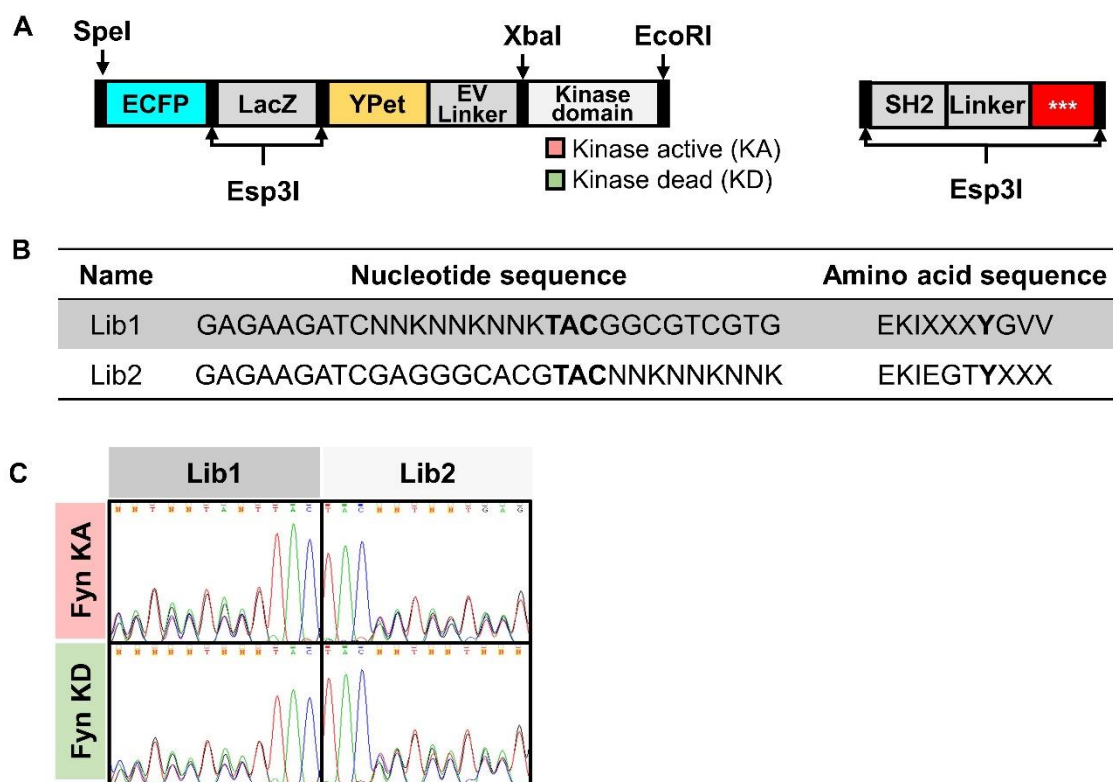 A
SpeI
XbaI
EcoRI
ECFP LacZ YPet EV Linker Kinase domain
SH2 Linker ***
Esp3I
Kinase active (KA)
Kinase dead (KD)
Esp3I
B
Name Nucleotide sequence Amino acid sequence
Lib1 GAGAAGATCNNKNNKNNKTACGGCGTCGTG EKIXXXYGVV
Lib2 GAGAAGATCGAGGGCACGTACNNKNNKNNK EKIEGTYXXX
C
Lib1 Lib2
Fyn KA
N N T N N T A N T T A C T A C N N T N N T G A G
Fyn KD
N N N N N T N N N T A C T A C N N T N N T N N N